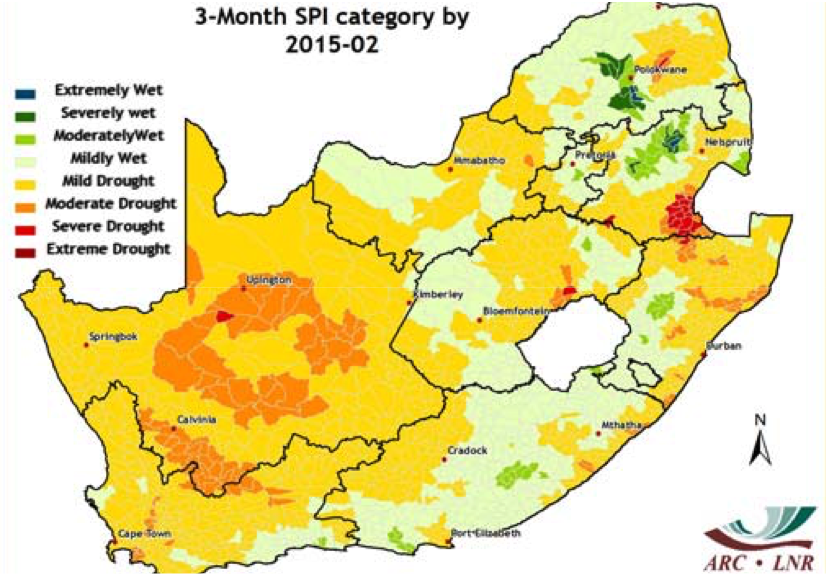 3-Month SPI category by
2015-02
Extremely Wet
Severely wet
ModeratelyWet
Mildly Wet
Mild Drought
Moderate Drought
Severe Drought
Extreme Drought
Polokwane
Mmabatho
Pretoria
Nelspruit
Upington
Kimberley
Bloemfontein
Springbok
Durban
Calvinia
Mthatha
Cradock
N
Cape Town
Port-Elizabeth
ARC • LNR